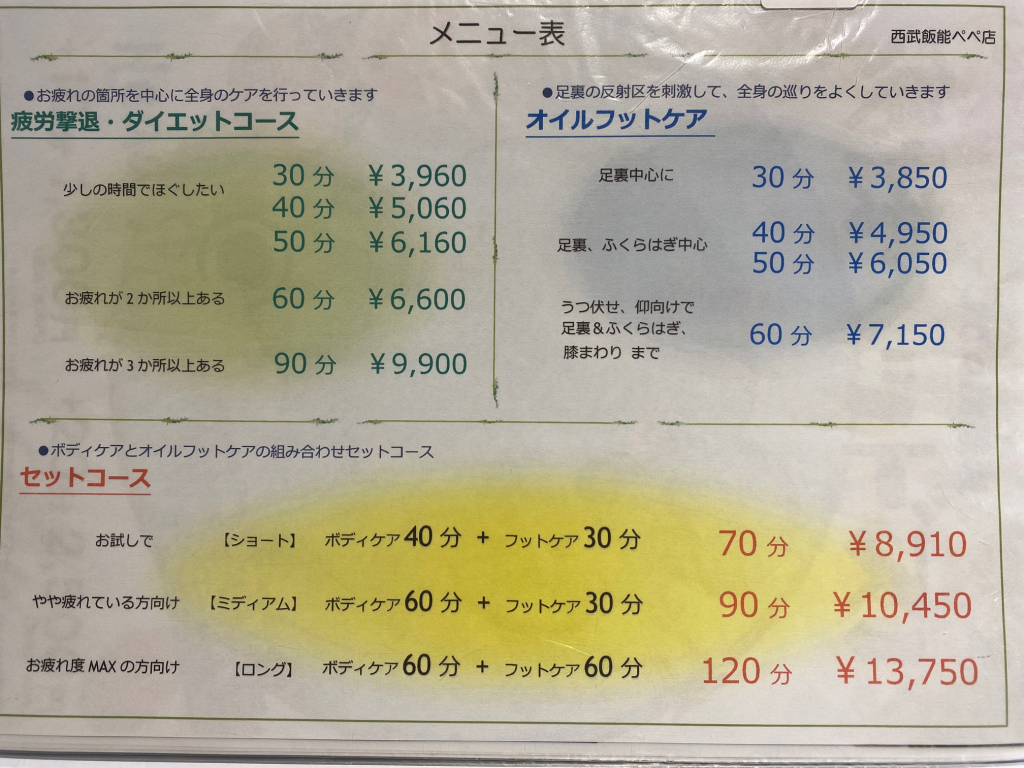 メニュー表
西武飯能ペペ店
●お疲れの箇所を中心に全身のケアを行っていきます
疲労撃退・ダイエットコース
少しの時間でほぐしたい 30分 ¥3,960
40分 ¥5,060
50分 ¥6,160
お疲れが2か所以上ある 60分 ¥6,600
お疲れが3か所以上ある 90分 ¥9,900
●足裏の反射区を刺激して、全身の巡りをよくしていきます
オイルフットケア
足裏中心に 30分 ¥3,850
足裏、ふくらはぎ中心 40分 ¥4,950
50分 ¥6,050
うつ伏せ、仰向けで
足裏&ふくらはぎ、 60分 ¥7,150
膝まわり まで
●ボディケアとオイルフットケアの組み合わせセットコース
セットコース
お試しで 【ショート】 ボディケア40分 + フットケア30分 70分 ¥8,910
やや疲れている方向け 【ミディアム】 ボディケア60分 + フットケア30分 90分 ¥10,450
お疲れ度MAXの方向け 【ロング】 ボディケア60分 + フットケア60分 120分 ¥13,750